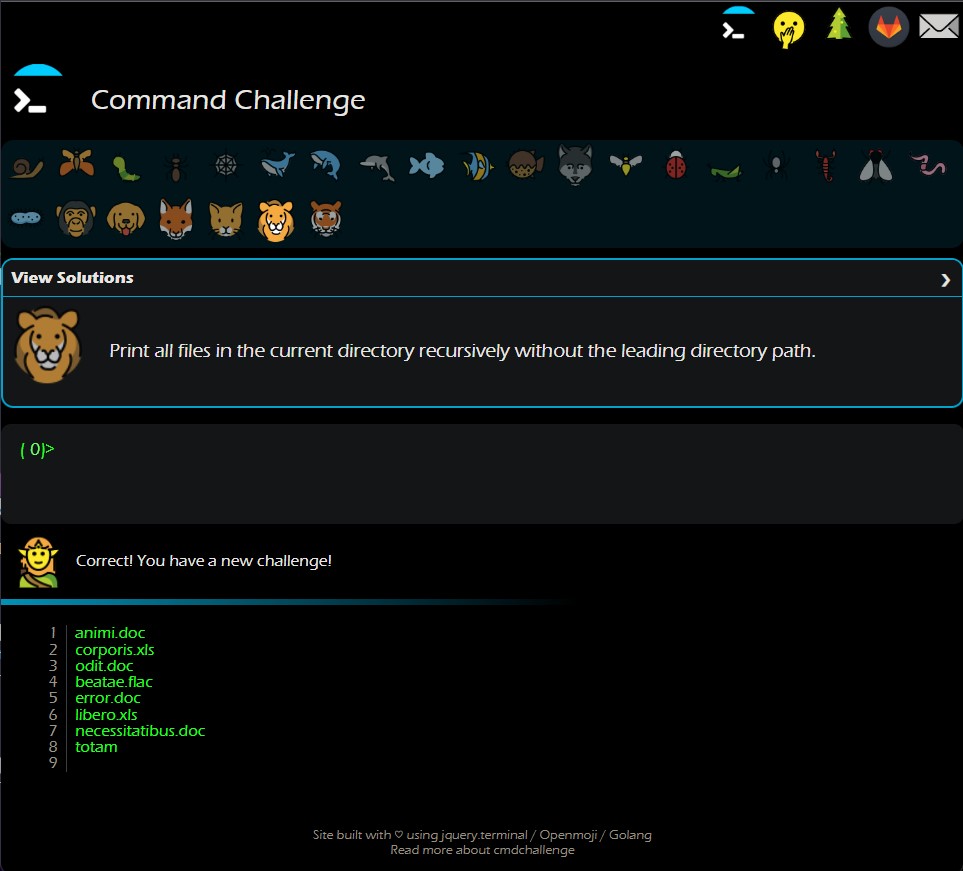 Command Challenge
View Solutions
Print all files in the current directory recursively without the leading directory path.
( 0)>
Correct! You have a new challenge!
1 animi.doc
2 corporis.xls
3 odit.doc
4 beatae.flac
5 error.doc
6 libero.xls
7 necessitatibus.doc
8 totam
9
Site built with ♡ using jquery.terminal / Openmoji / Golang
Read more about cmdchallenge